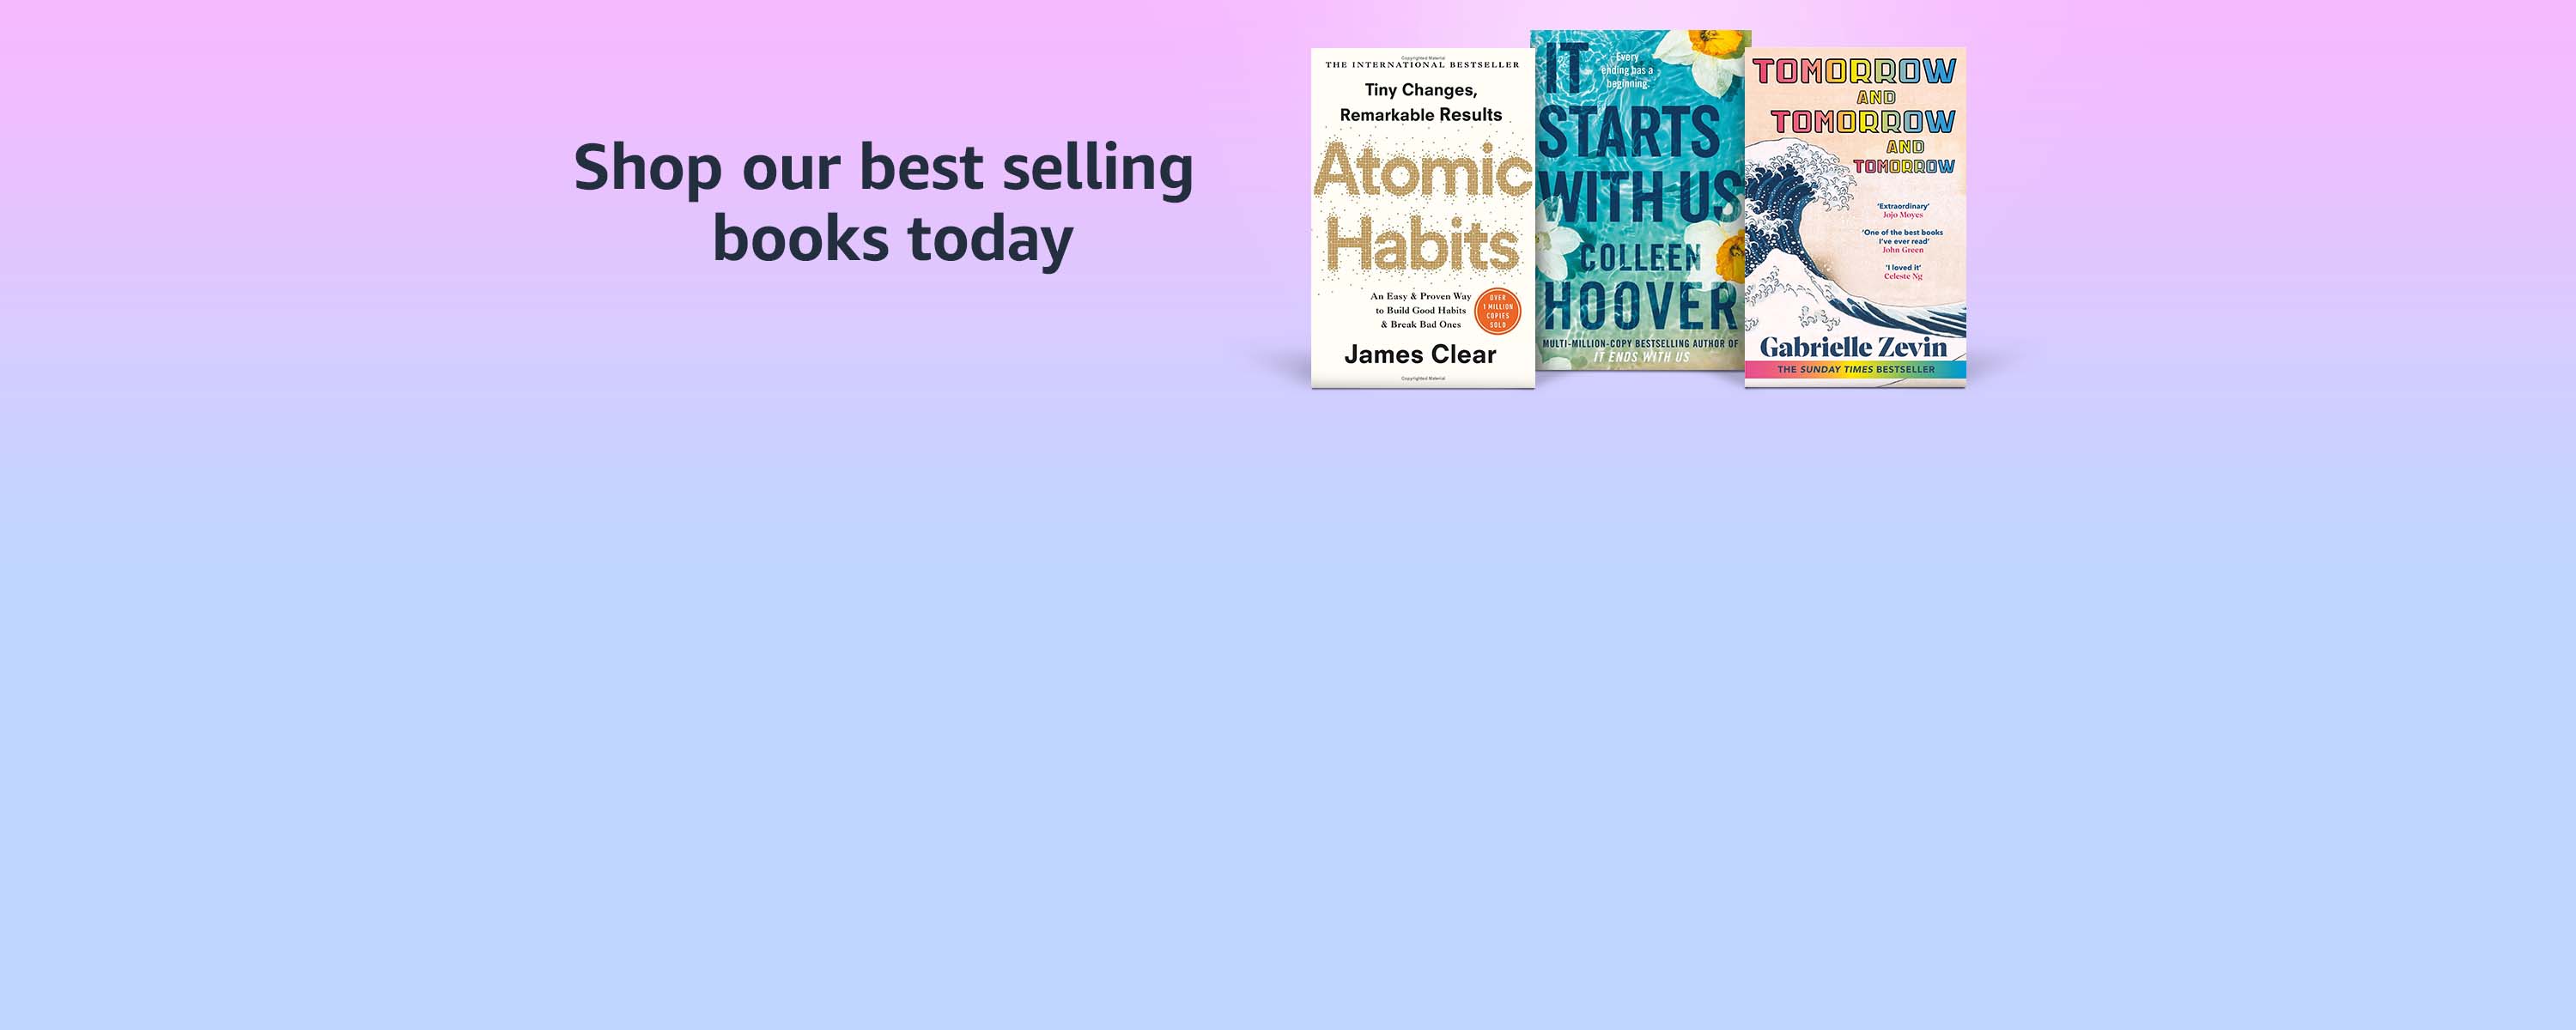 Shop our best selling
books today
Copyrighted Material
THE INTERNATIONAL BESTSELLER
Tiny Changes,
Remarkable Results
Atomic
Habits
An Easy & Proven Way
to Build Good Habits
& Break Bad Ones
OVER
1 MILLION
COPIES
SOLD
James Clear
Copyrighted Material
IT
Every
ending has a
beginning.
STARTS
WITH US
COLLEEN
HOOVER
MULTI-MILLION-COPY BESTSELLING AUTHOR OF
IT ENDS WITH US
TOMORROW
AND
TOMORROW
AND
TOMORROW
‘Extraordinary’
Jojo Moyes
‘One of the best books
I’ve ever read’
John Green
‘I loved it’
Celeste Ng
Gabrielle Zevin
THE SUNDAY TIMES BESTSELLER